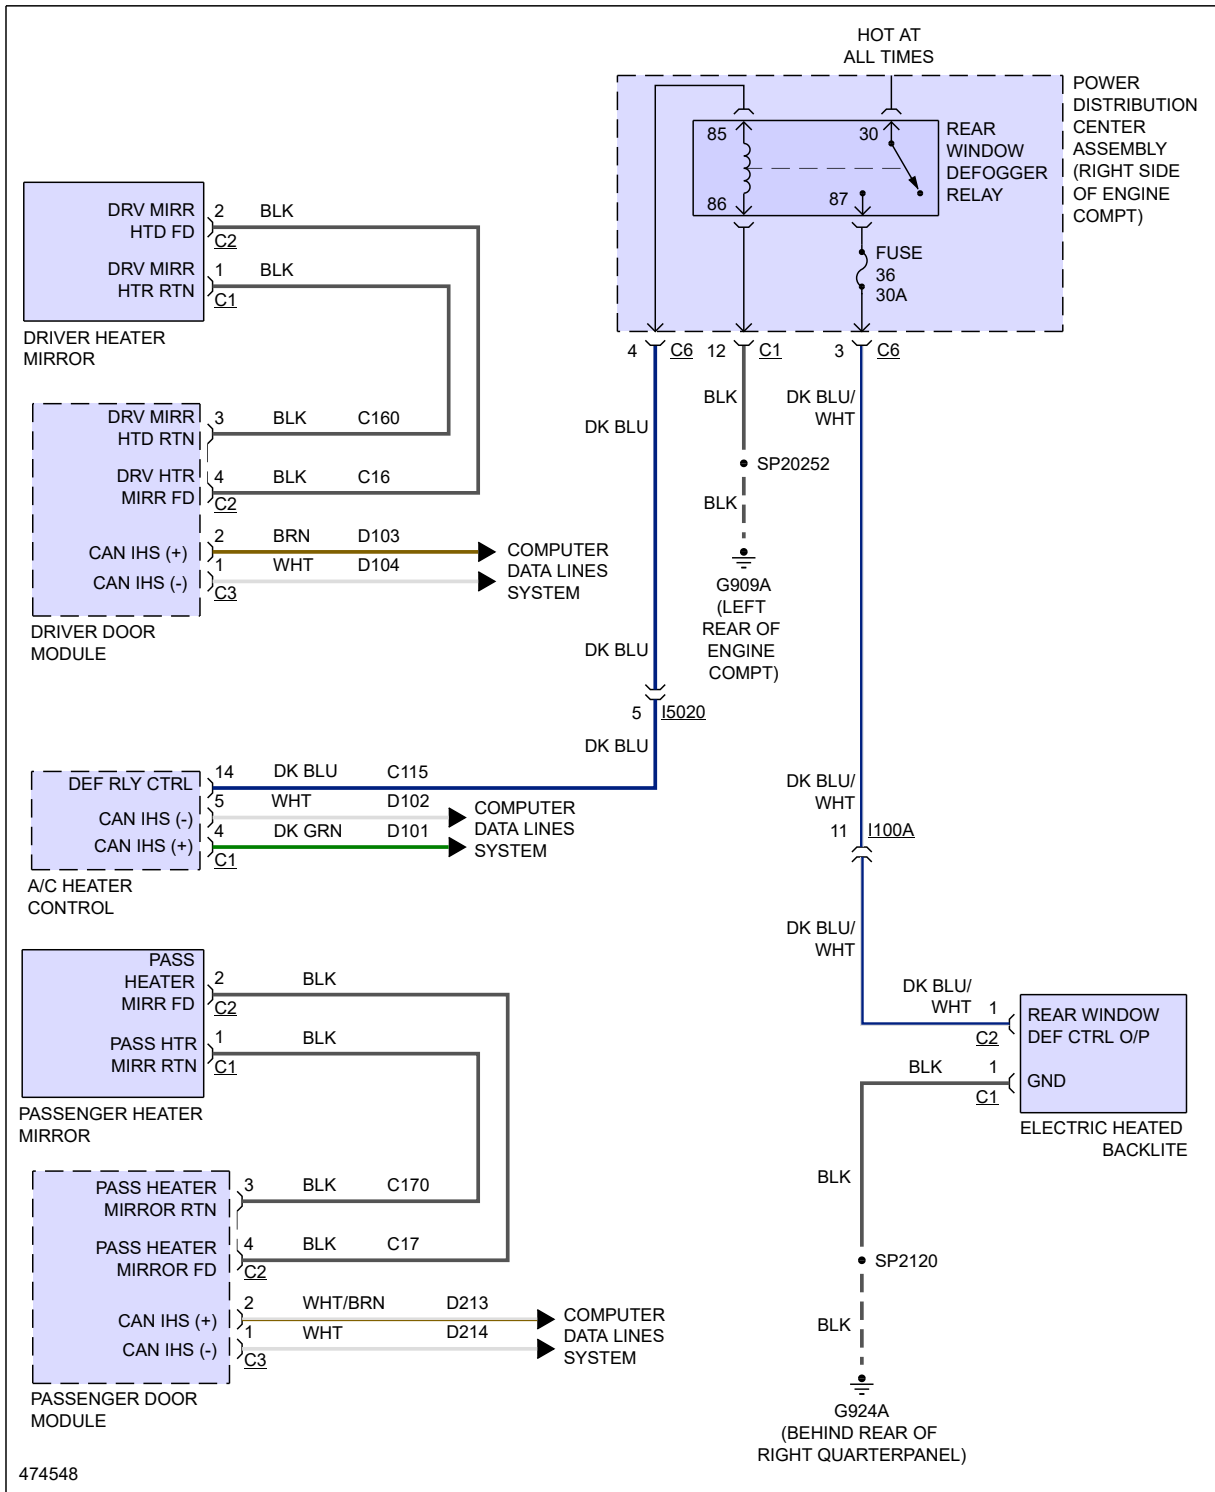 HOT AT
ALL TIMES
POWER
DISTRIBUTION
CENTER
ASSEMBLY
(RIGHT SIDE
OF ENGINE
COMPT)
85
30
86
87
REAR
WINDOW
DEFOGGER
RELAY
FUSE
36
30A
4 C6
12 C1
3 C6
DK BLU
BLK
DK BLU/
WHT
SP20252
BLK
G909A
(LEFT
REAR OF
ENGINE
COMPT)
DK BLU
5 I5020
DK BLU
DK BLU/
WHT
11 I100A
DK BLU/
WHT
DRV MIRR
HTD FD
2 BLK
C2
DRV MIRR
HTR RTN
1 BLK
C1
DRIVER HEATER
MIRROR
DRV MIRR
HTD RTN
3 BLK C160
DRV HTR
MIRR FD
4 BLK C16
C2
CAN IHS (+)
2 BRN D103
CAN IHS (-)
1 WHT D104
C3
COMPUTER
DATA LINES
SYSTEM
DRIVER DOOR
MODULE
DEF RLY CTRL
14 DK BLU C115
CAN IHS (-)
5 WHT D102
CAN IHS (+)
4 DK GRN D101
C1
COMPUTER
DATA LINES
SYSTEM
A/C HEATER
CONTROL
PASS
HEATER
MIRR FD
2 BLK
C2
PASS HTR
MIRR RTN
1 BLK
C1
PASSENGER HEATER
MIRROR
PASS HEATER
MIRROR RTN
3 BLK C170
PASS HEATER
MIRROR FD
4 BLK C17
C2
CAN IHS (+)
2 WHT/BRN D213
CAN IHS (-)
1 WHT D214
C3
COMPUTER
DATA LINES
SYSTEM
PASSENGER DOOR
MODULE
DK BLU/
WHT 1
C2
REAR WINDOW
DEF CTRL O/P
BLK 1
C1
GND
ELECTRIC HEATED
BACKLITE
BLK
SP2120
BLK
G924A
(BEHIND REAR OF
RIGHT QUARTERPANEL)
474548